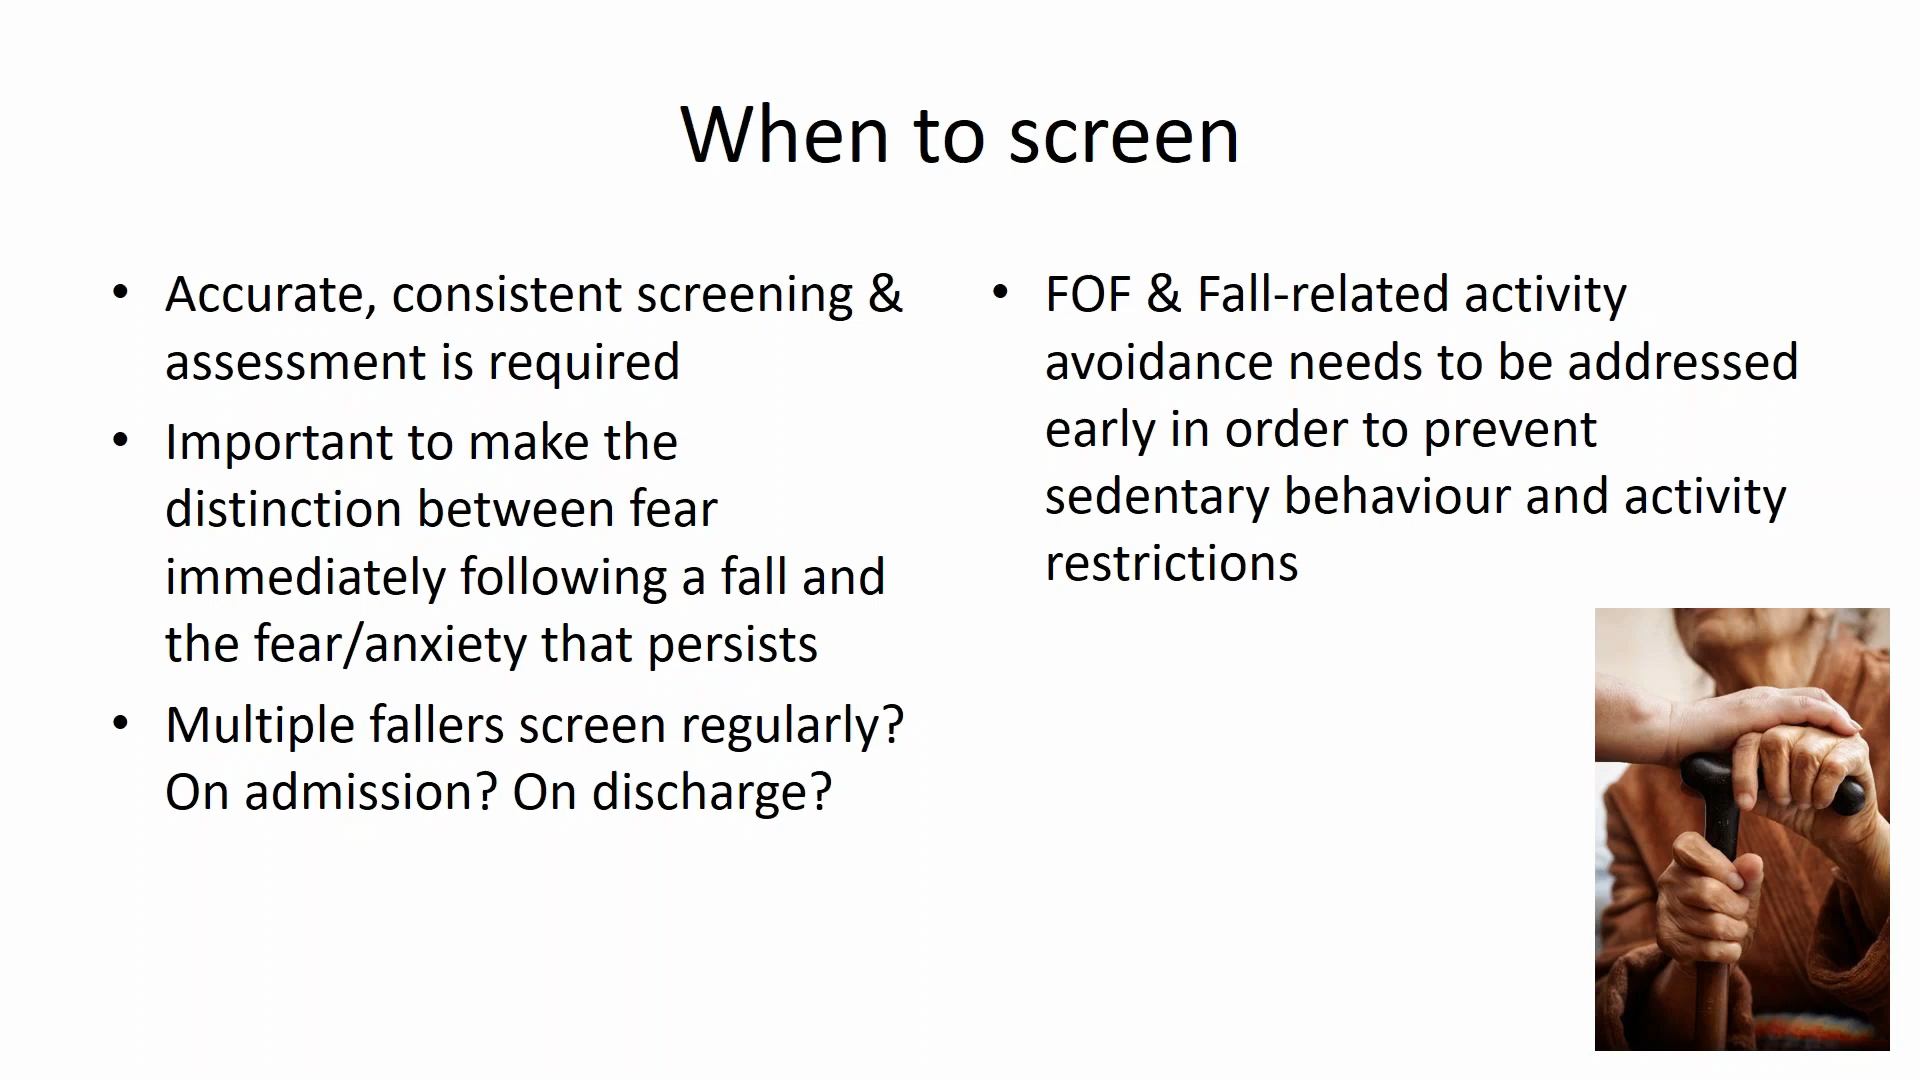 When to screen
• Accurate, consistent screening &
assessment is required
• Important to make the
distinction between fear
immediately following a fall and
the fear/anxiety that persists
• Multiple fallers screen regularly?
On admission? On discharge?
• FOF & Fall-related activity
avoidance needs to be addressed
early in order to prevent
sedentary behaviour and activity
restrictions